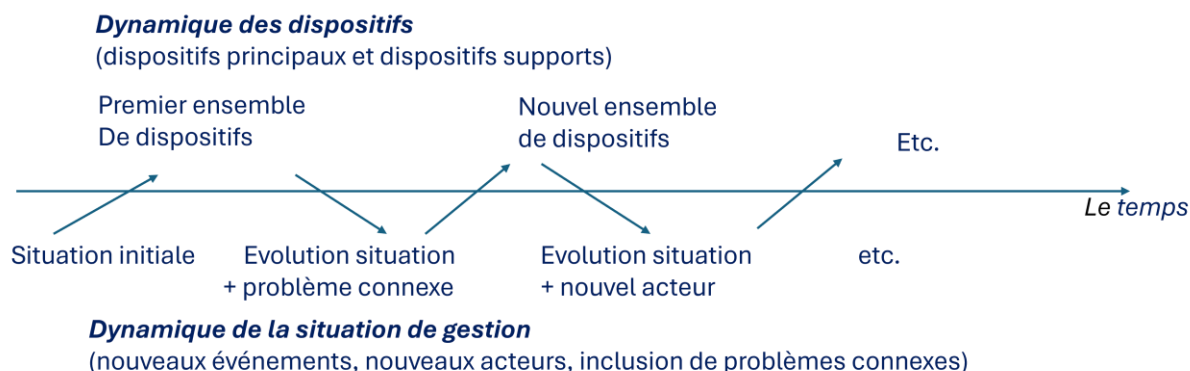 Dynamique des dispositifs
(dispositifs principaux et dispositifs supports)
Premier ensemble
De dispositifs
Nouvel ensemble
de dispositifs
Etc.
Le temps
Situation initiale
Evolution situation
+ problème connexe
Evolution situation
+ nouvel acteur
etc.
Dynamique de la situation de gestion
(nouveaux événements, nouveaux acteurs, inclusion de problèmes connexes)